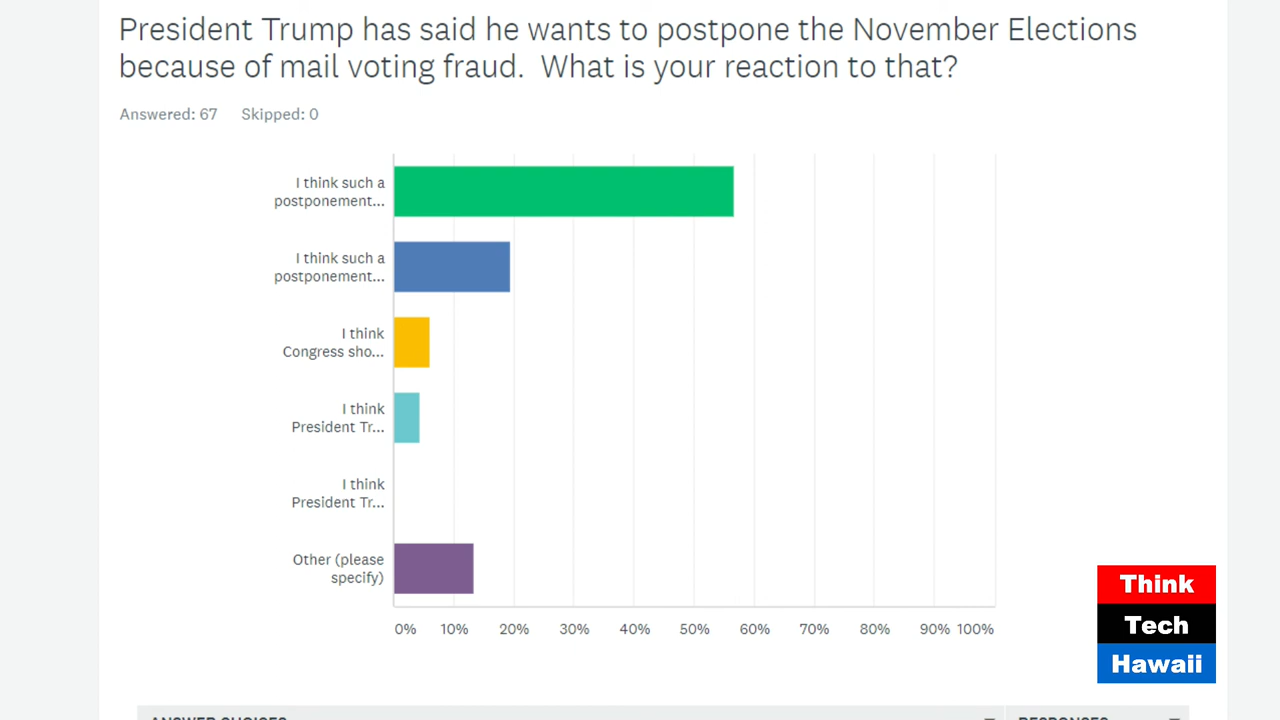 President Trump has said he wants to postpone the November Elections
because of mail voting fraud. What is your reaction to that?
Answered: 67 Skipped: 0
I think such a
postponement...
I think such a
postponement...
I think
Congress sho...
I think
President Tr...
I think
President Tr...
Other (please
specify)
0% 10% 20% 30% 40% 50% 60% 70% 80% 90% 100%
Think
Tech
Hawaii
ANSWER CHOICES RESPONSES